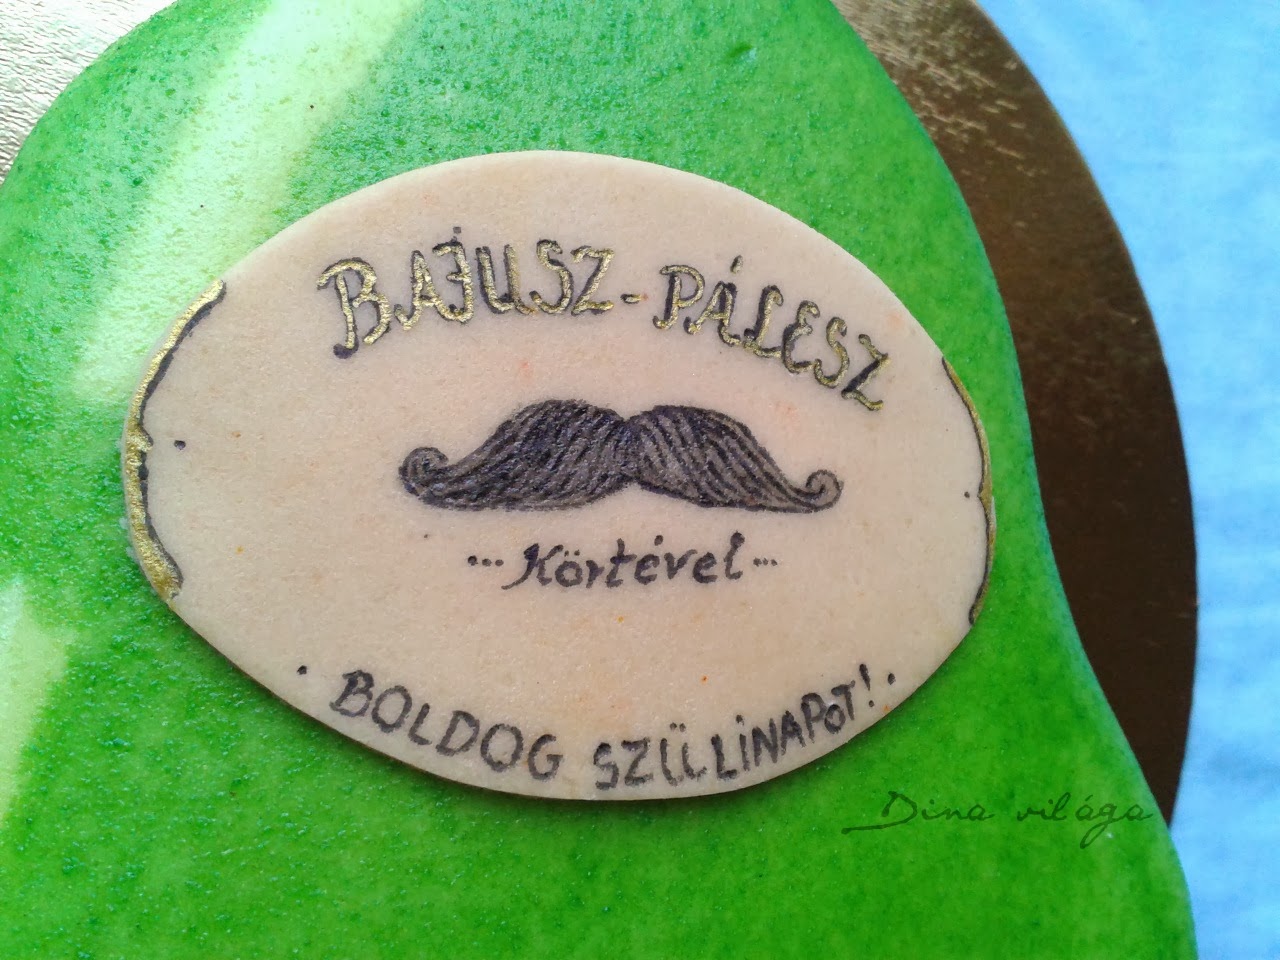 BAJUSZ-PÁLESZ
...Körtével...
· BOLDOG SZÜLINAPOT! ·
Dina világa